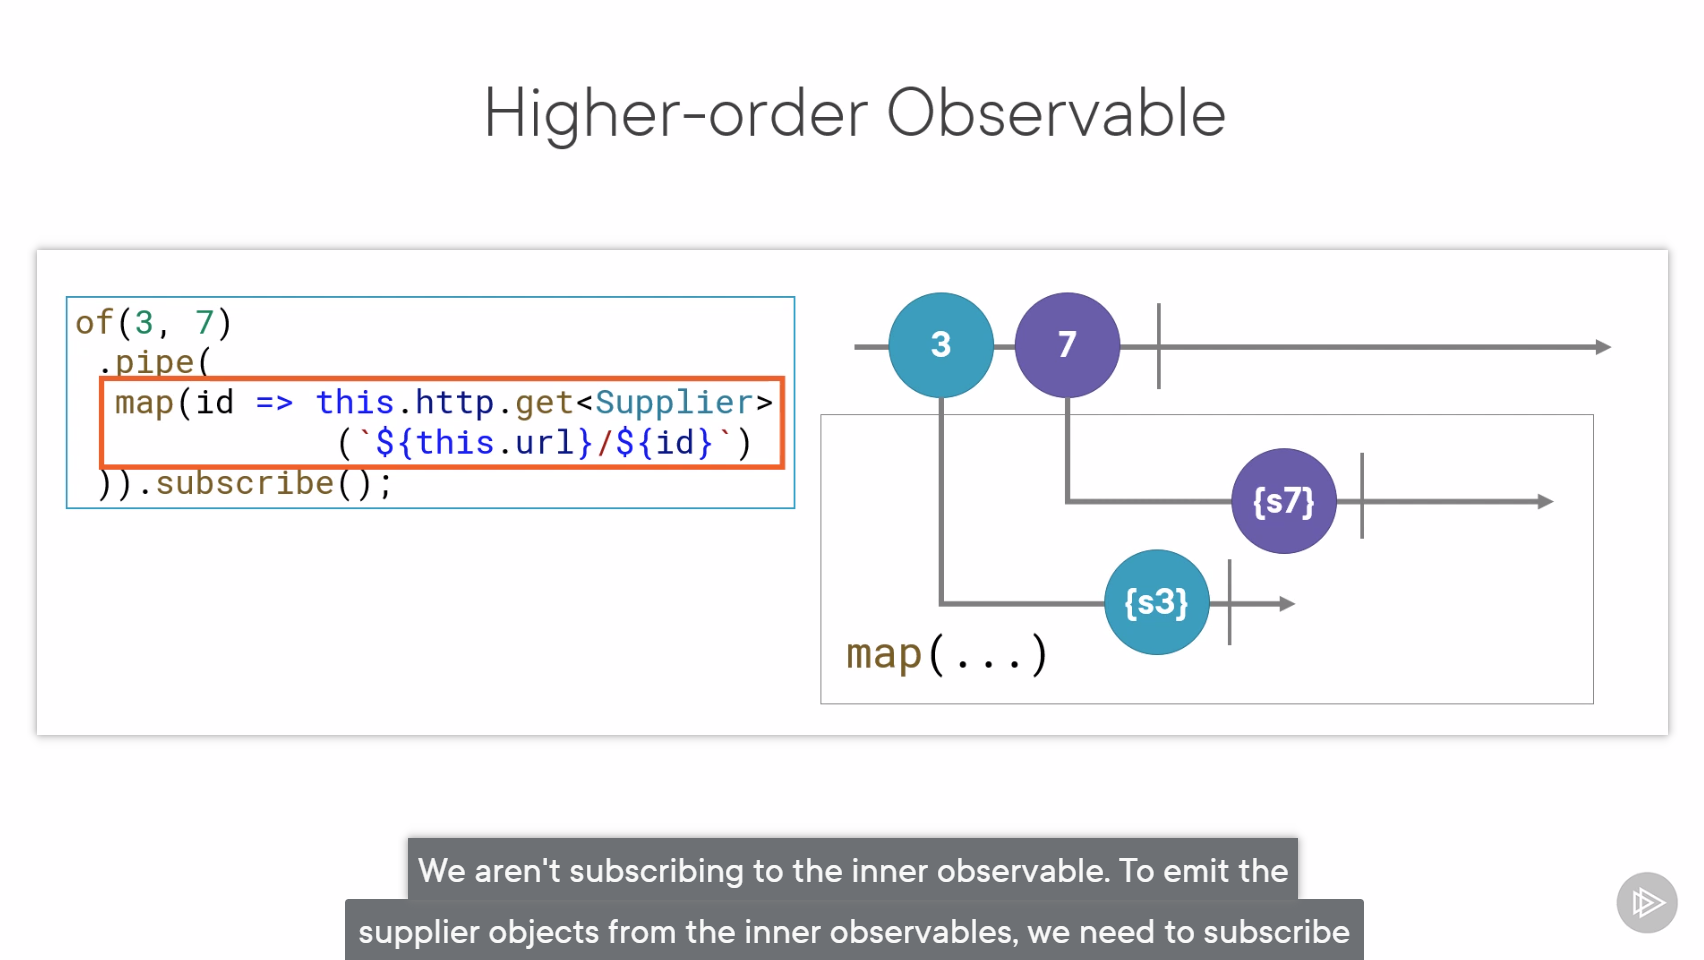 Higher-order Observable
of(3, 7)
.pipe(
map(id => this.http.get<Supplier>
(`${this.url}/${id}`)
)).subscribe();
3
7
{s7}
{s3}
map(...)
We aren't subscribing to the inner observable. To emit the
supplier objects from the inner observables, we need to subscribe